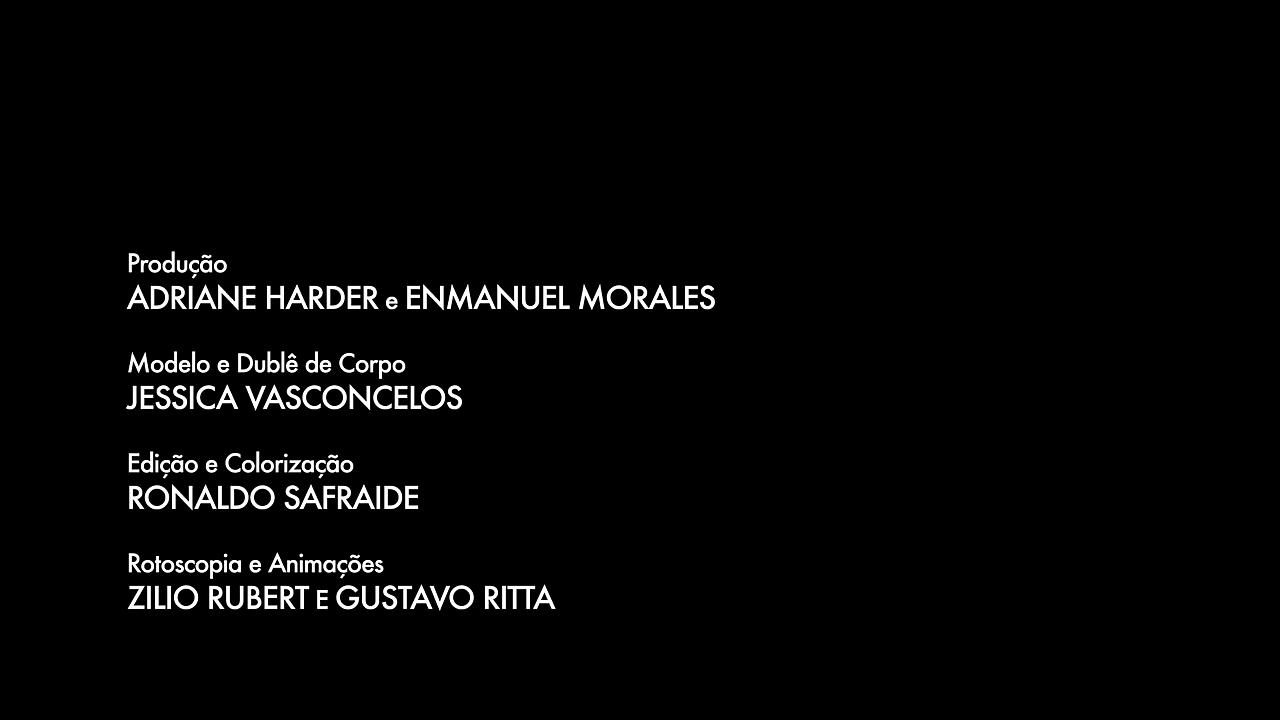 Produção
ADRIANE HARDER e ENMANUEL MORALES
Modelo e Dublê de Corpo
JESSICA VASCONCELOS
Edição e Colorização
RONALDO SAFRAIDE
Rotoscopia e Animações
ZILIO RUBERT E GUSTAVO RITTA